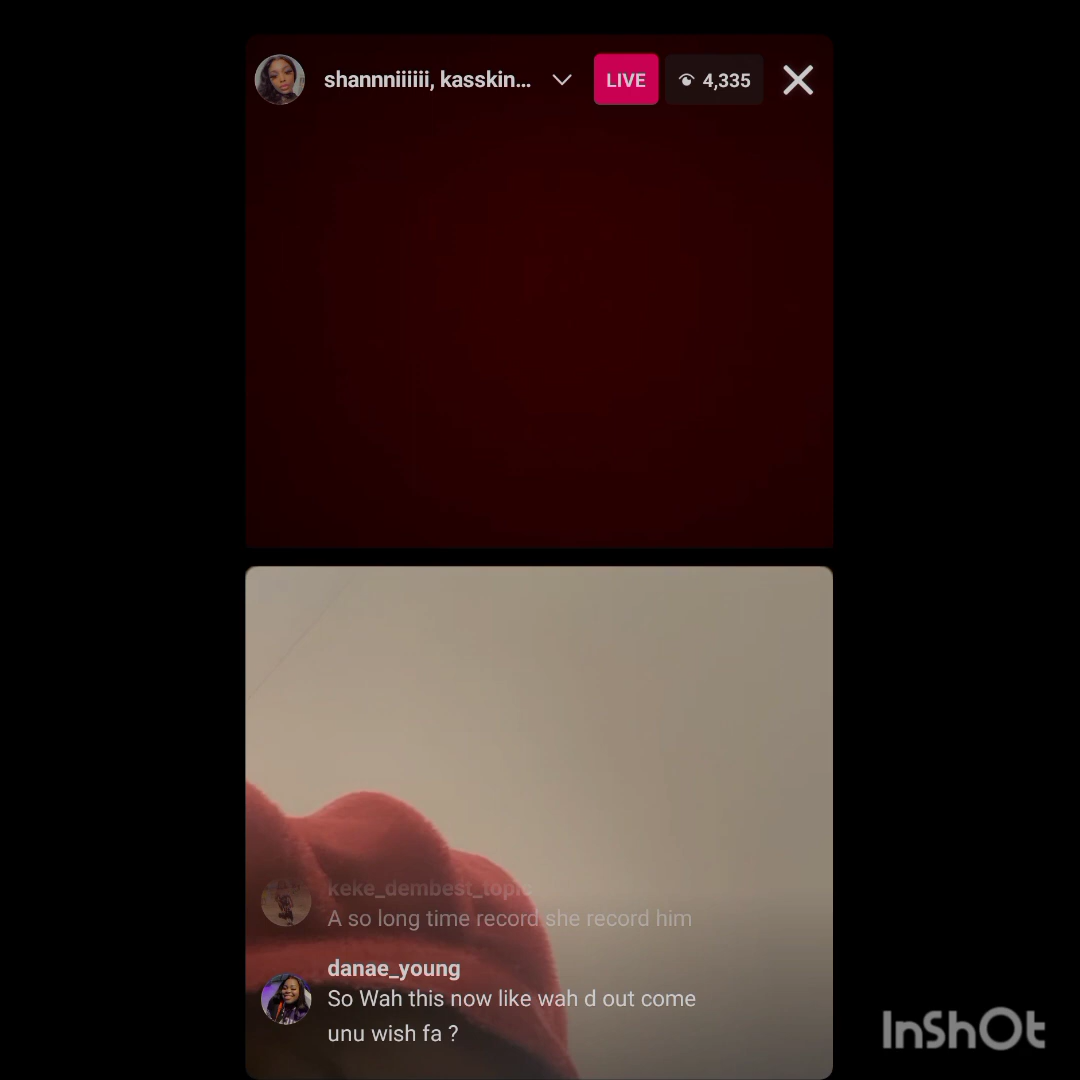 shannniiiiii, kasskin...
LIVE
4,335
keke_dembest_topic
A so long time record she record him
danae_young
So Wah this now like wah d out come
unu wish fa ?
InShOt